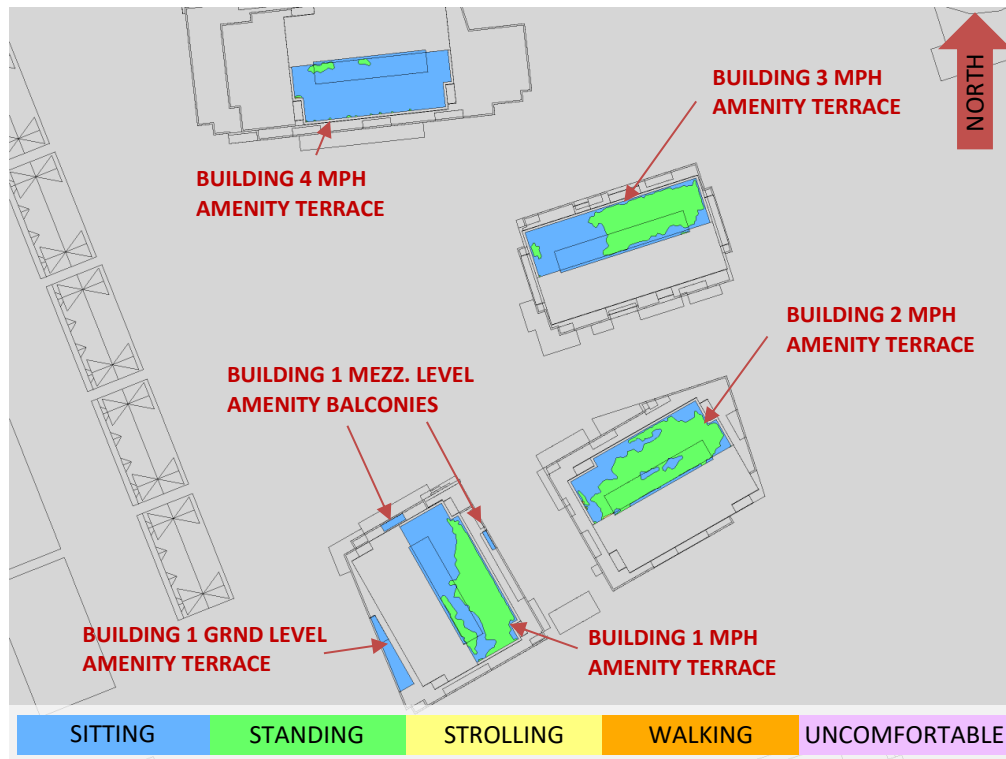 NORTH
BUILDING 3 MPH
AMENITY TERRACE
BUILDING 4 MPH
AMENITY TERRACE
BUILDING 2 MPH
AMENITY TERRACE
BUILDING 1 MEZZ. LEVEL
AMENITY BALCONIES
BUILDING 1 GRND LEVEL
AMENITY TERRACE
BUILDING 1 MPH
AMENITY TERRACE
SITTING STANDING STROLLING WALKING UNCOMFORTABLE